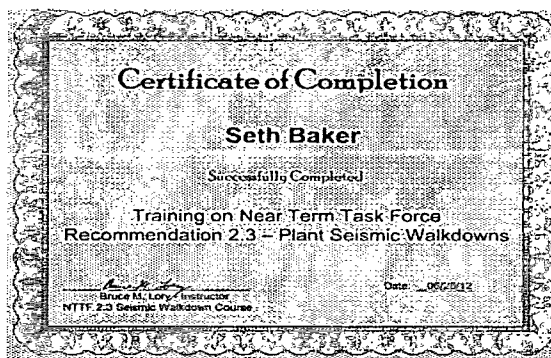 Certificate of Completion
Seth Baker
Successfully Completed
Training on Near Term Task Force
Recommendation 2.3 – Plant Seismic Walkdowns
Bruce M. Lory - Instructor
NTTF 2.3 Seismic Walkdown Course
Date: